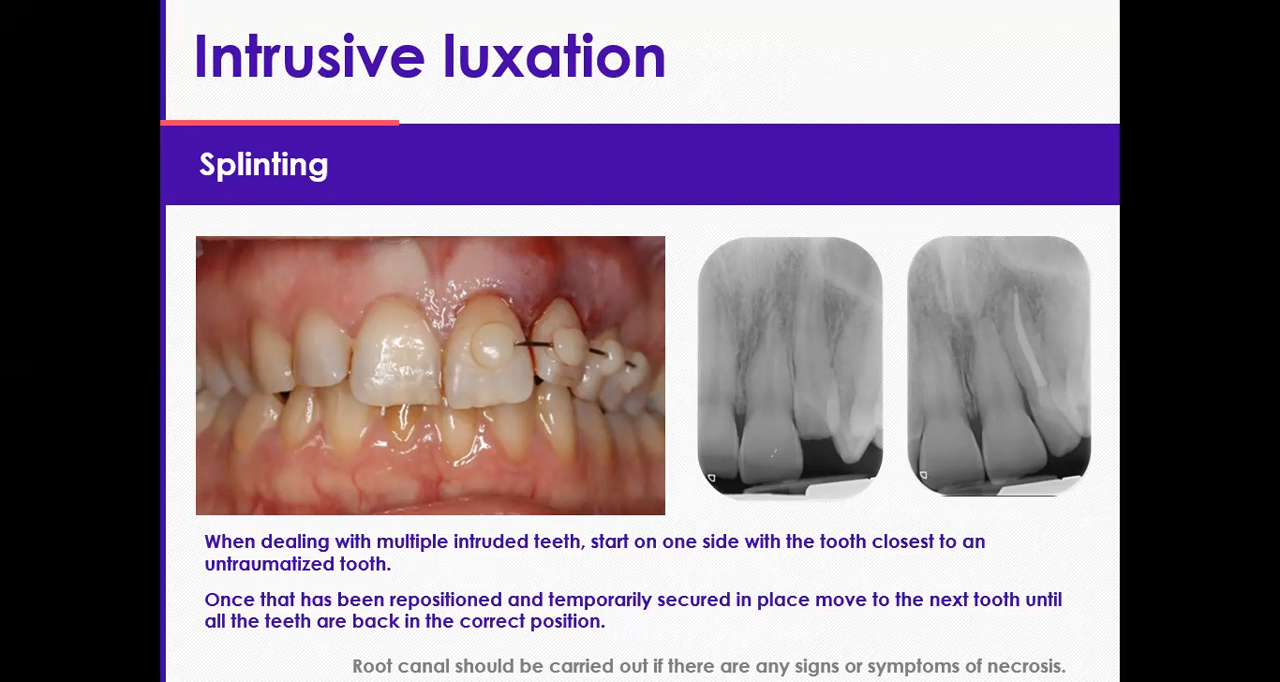 Intrusive luxation
Splinting
When dealing with multiple intruded teeth, start on one side with the tooth closest to an
untraumatized tooth.
Once that has been repositioned and temporarily secured in place move to the next tooth until
all the teeth are back in the correct position.
Root canal should be carried out if there are any signs or symptoms of necrosis.